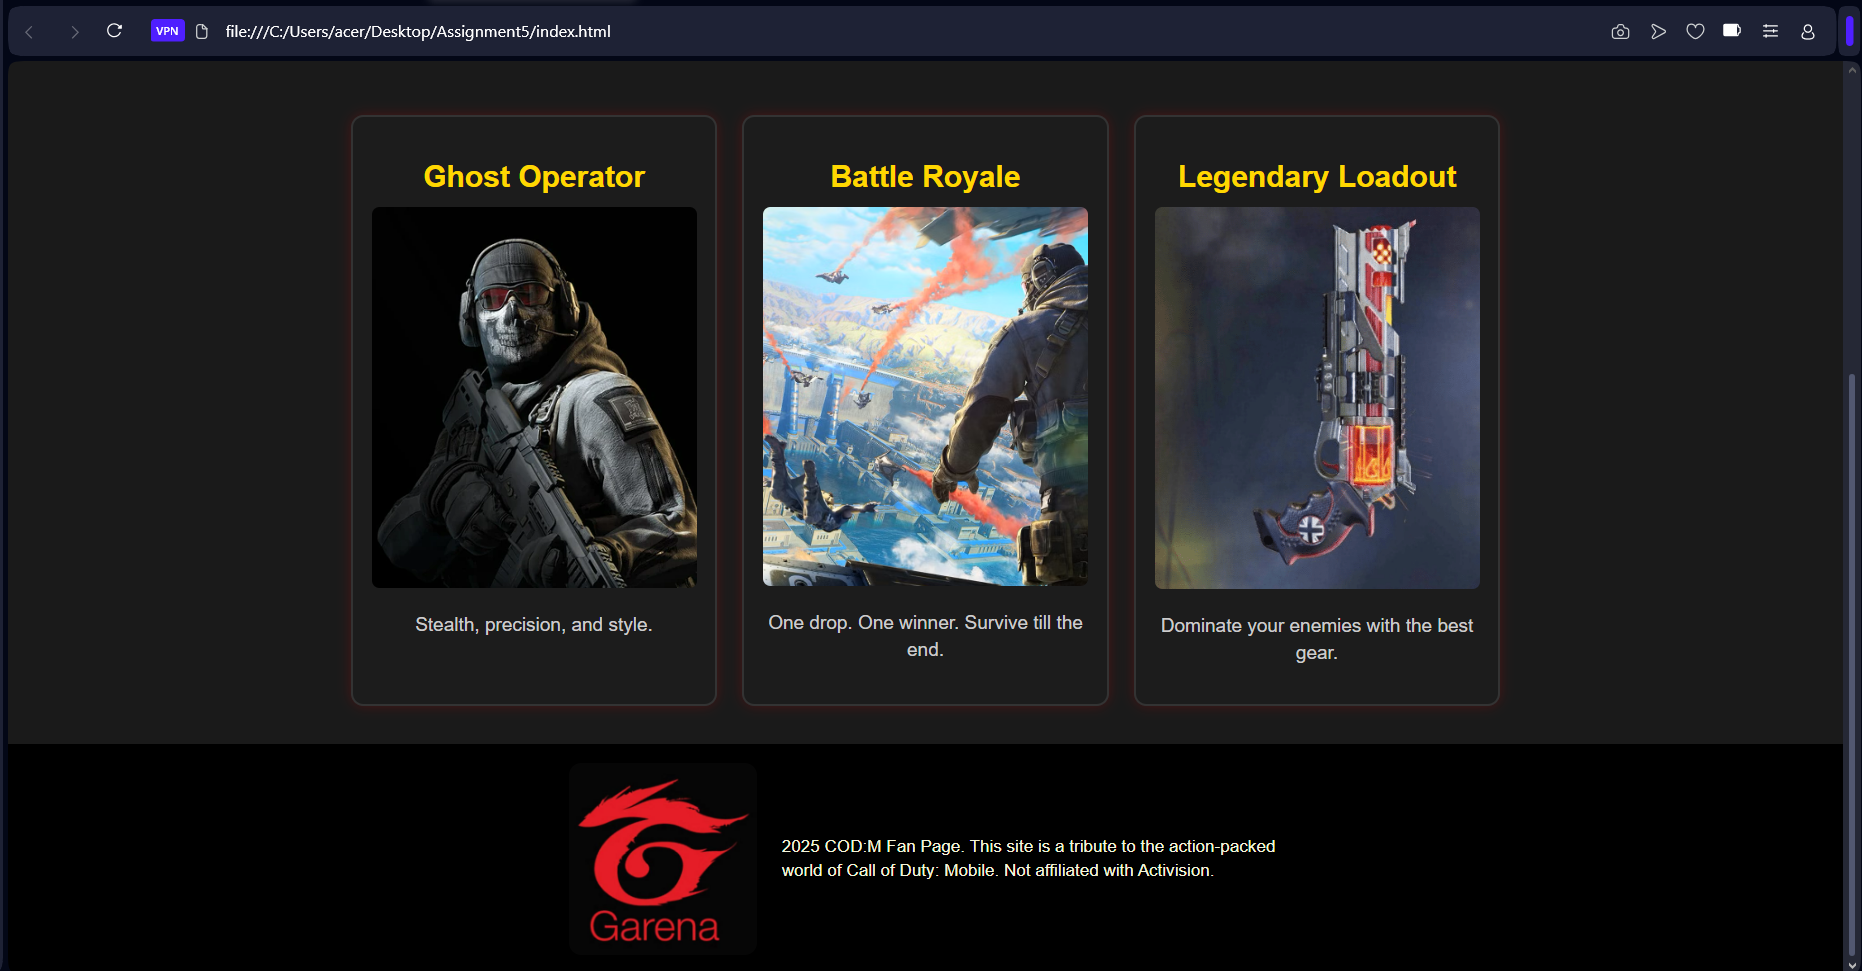 VPN
file:///C:/Users/acer/Desktop/Assignment5/index.html
Ghost Operator
Battle Royale
Legendary Loadout
Stealth, precision, and style.
One drop. One winner. Survive till the
end.
Dominate your enemies with the best
gear.
Garena
2025 COD:M Fan Page. This site is a tribute to the action-packed
world of Call of Duty: Mobile. Not affiliated with Activision.